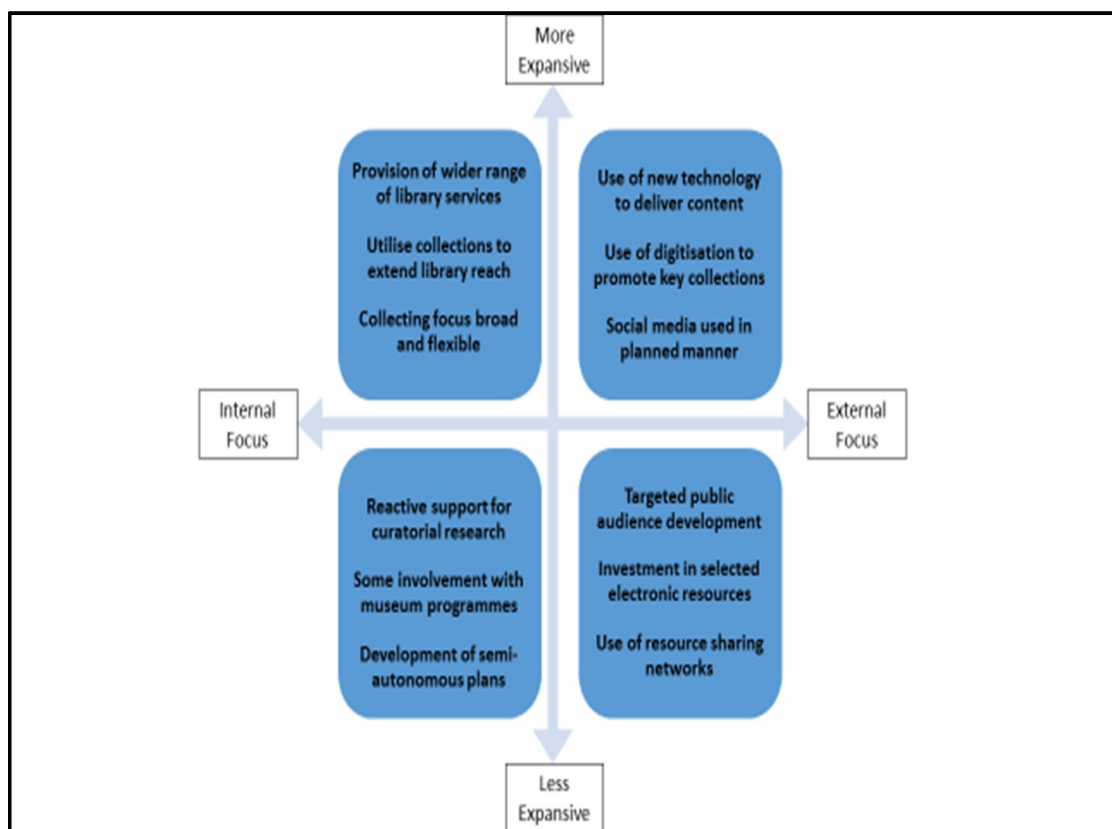 More
Expansive
Provision of wider range
of library services
Utilise collections to
extend library reach
Collecting focus broad
and flexible
Use of new technology
to deliver content
Use of digitisation to
promote key collections
Social media used in
planned manner
Internal
Focus
External
Focus
Reactive support for
curatorial research
Some involvement with
museum programmes
Development of semi-
autonomous plans
Targeted public
audience development
Investment in selected
electronic resources
Use of resource sharing
networks
Less
Expansive